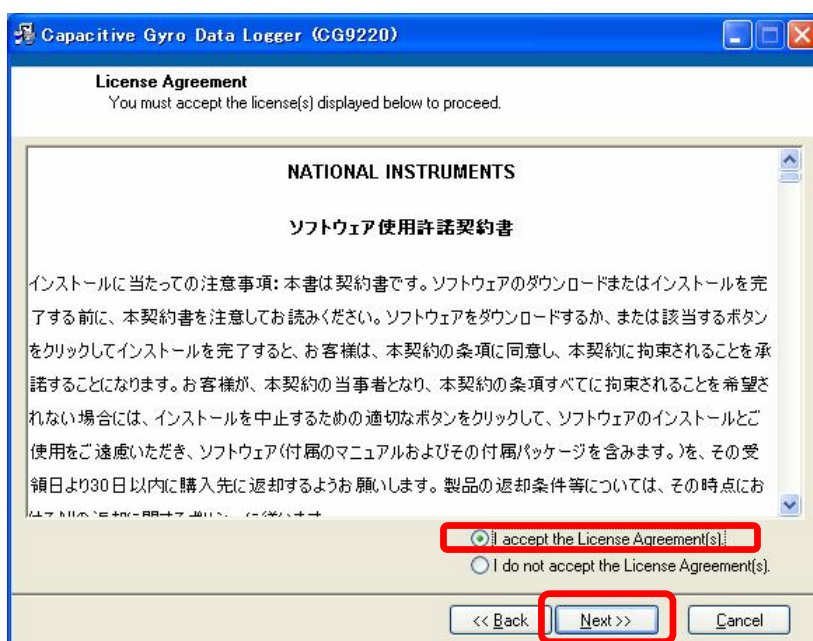 Capacitive Gyro Data Logger (CG9220)
License Agreement
You must accept the license(s) displayed below to proceed.
NATIONAL INSTRUMENTS
ソフトウェア使用許諾契約書
インストールに当たっての注意事項: 本書は契約書です。ソフトウェアのダウンロードまたはインストールを完
了する前に、本契約書を注意してお読みください。ソフトウェアをダウンロードするか、または該当するボタン
をクリックしてインストールを完了すると、お客様は、本契約の条項に同意し、本契約に拘束されることを承
諾することになります。お客様が、本契約の当事者となり、本契約の条項すべてに拘束されることを希望さ
れない場合には、インストールを中止するための適切なボタンをクリックして、ソフトウェアのインストールとご
使用をご遠慮いただき、ソフトウェア(付属のマニュアルおよびその付属パッケージを含みます。)を、その受
領日より30日以内に購入先に返却するようお願いします。製品の返却条件等については、その時点にお
I accept the License Agreement(s).
I do not accept the License Agreement(s).
<< Back
Next >>
Cancel